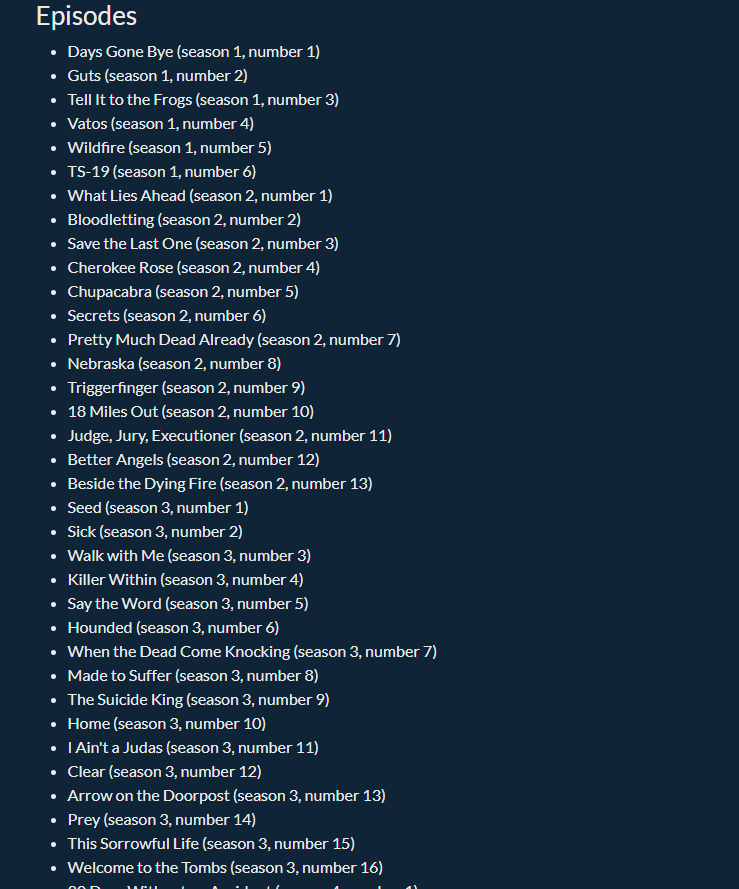 Episodes
• Days Gone Bye (season 1, number 1)
• Guts (season 1, number 2)
• Tell It to the Frogs (season 1, number 3)
• Vatos (season 1, number 4)
• Wildfire (season 1, number 5)
• TS-19 (season 1, number 6)
• What Lies Ahead (season 2, number 1)
• Bloodletting (season 2, number 2)
• Save the Last One (season 2, number 3)
• Cherokee Rose (season 2, number 4)
• Chupacabra (season 2, number 5)
• Secrets (season 2, number 6)
• Pretty Much Dead Already (season 2, number 7)
• Nebraska (season 2, number 8)
• Triggerfinger (season 2, number 9)
• 18 Miles Out (season 2, number 10)
• Judge, Jury, Executioner (season 2, number 11)
• Better Angels (season 2, number 12)
• Beside the Dying Fire (season 2, number 13)
• Seed (season 3, number 1)
• Sick (season 3, number 2)
• Walk with Me (season 3, number 3)
• Killer Within (season 3, number 4)
• Say the Word (season 3, number 5)
• Hounded (season 3, number 6)
• When the Dead Come Knocking (season 3, number 7)
• Made to Suffer (season 3, number 8)
• The Suicide King (season 3, number 9)
• Home (season 3, number 10)
• I Ain't a Judas (season 3, number 11)
• Clear (season 3, number 12)
• Arrow on the Doorpost (season 3, number 13)
• Prey (season 3, number 14)
• This Sorrowful Life (season 3, number 15)
• Welcome to the Tombs (season 3, number 16)